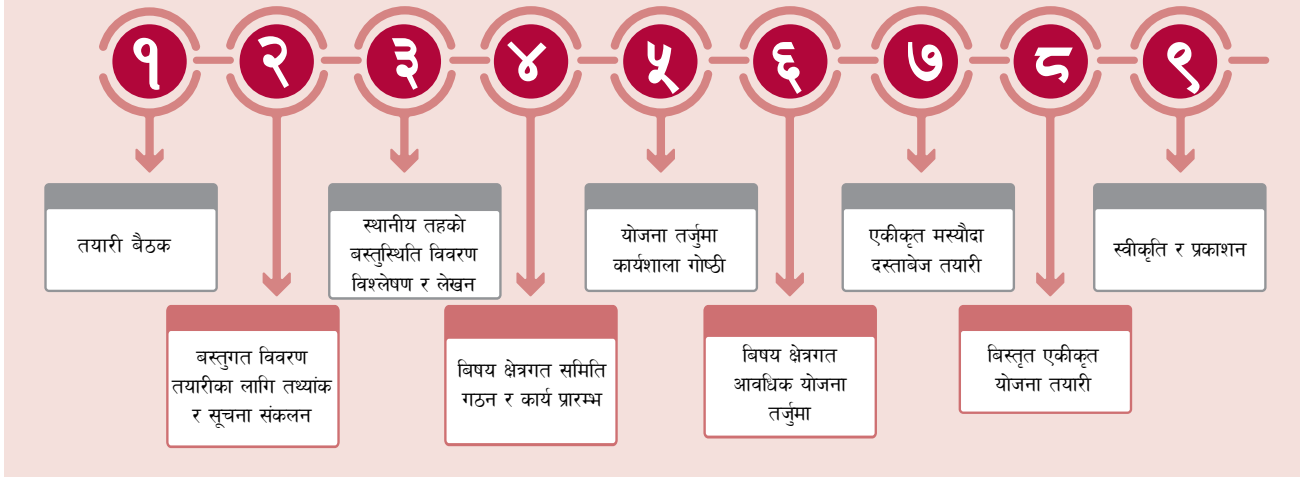 १ २ ३ ४ ५ ६ ७ ८ ९
तयारी बैठक
बस्तुगत विवरण
तयारीका लागि तथ्यांक
र सूचना संकलन
स्थानीय तहको
बस्तुस्थिति विवरण
विश्लेषण र लेखन
बिषय क्षेत्रगत समिति
गठन र कार्य प्रारम्भ
योजना तर्जुमा
कार्यशाला गोष्ठी
बिषय क्षेत्रगत
आवधिक योजना
तर्जुमा
एकीकृत मस्यौदा
दस्ताबेज तयारी
बिस्तृत एकीकृत
योजना तयारी
स्वीकृति र प्रकाशन